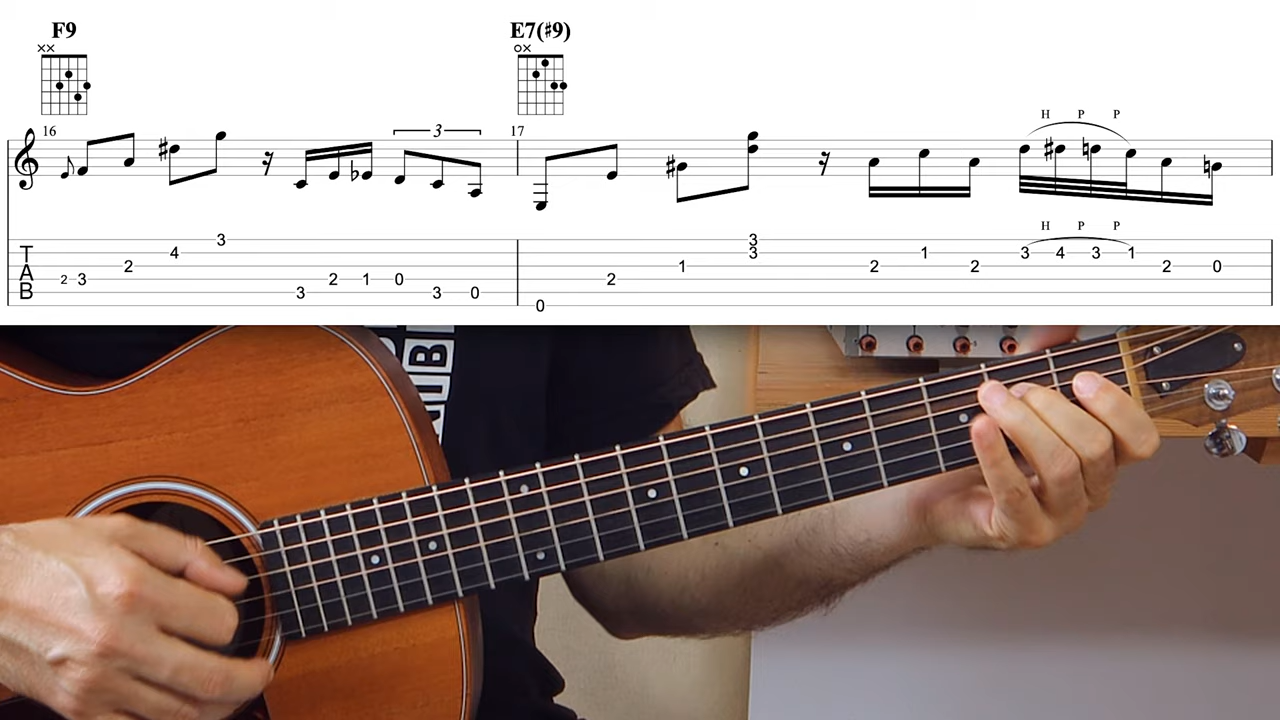 F9 E7(♯9)
×× ○×
16 3 17 H P P
H P P
3 3
T 4 3 1 3 4 3 1
2 1 2 2 2 0
A 2 3 2 1 0 2
B 3 3 0
0
UB